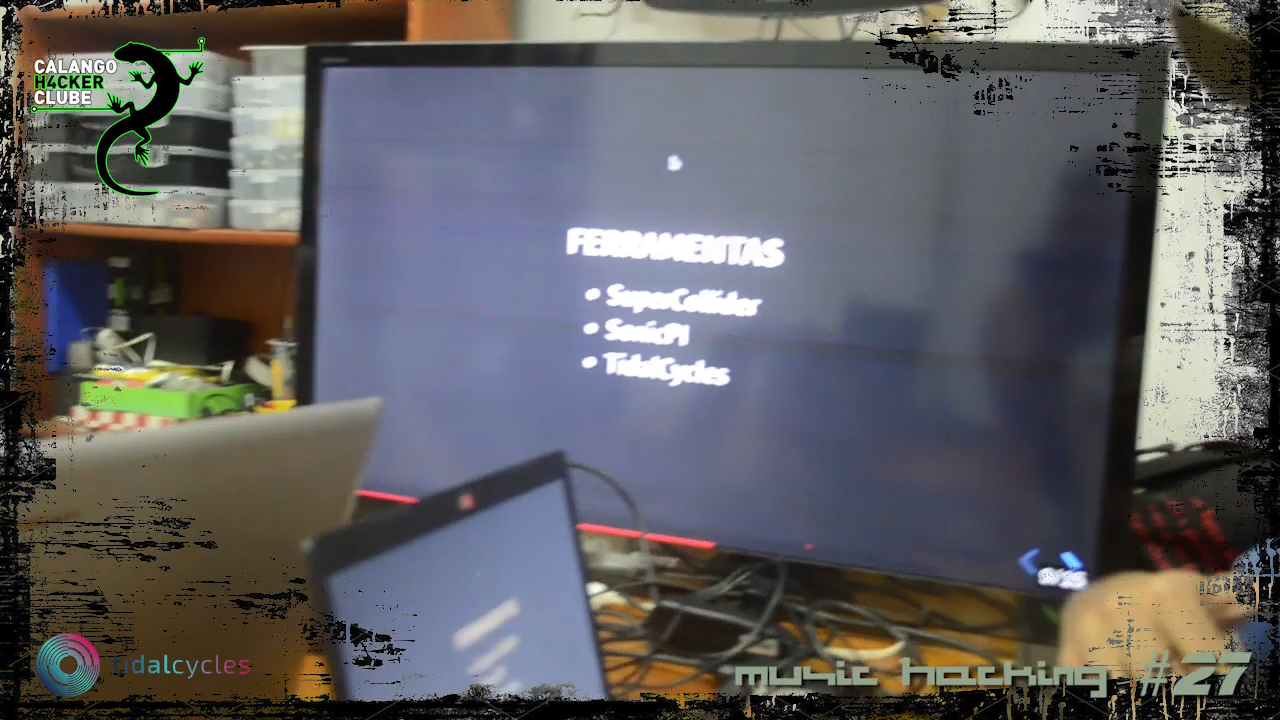 CALANGO
H4CKER
CLUBE
FERRAMENTAS
• SuperCollider
• SonicPI
• TidalCycles
tidalcycles
music hacking #27